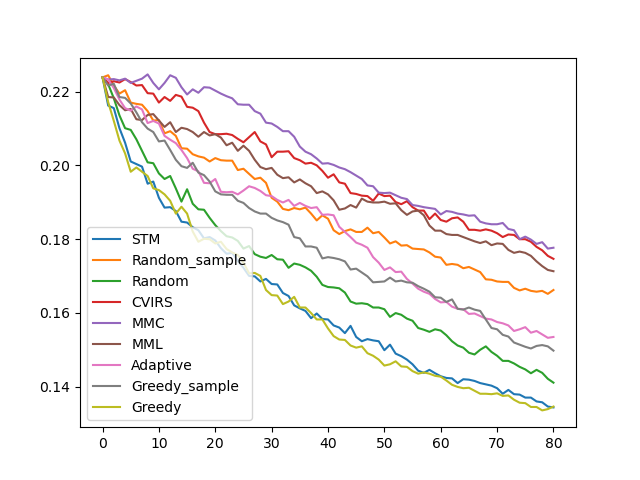 0.22
0.20
0.18
0.16
0.14
STM
Random_sample
Random
CVIRS
MMC
MML
Adaptive
Greedy_sample
Greedy
0 10 20 30 40 50 60 70 80